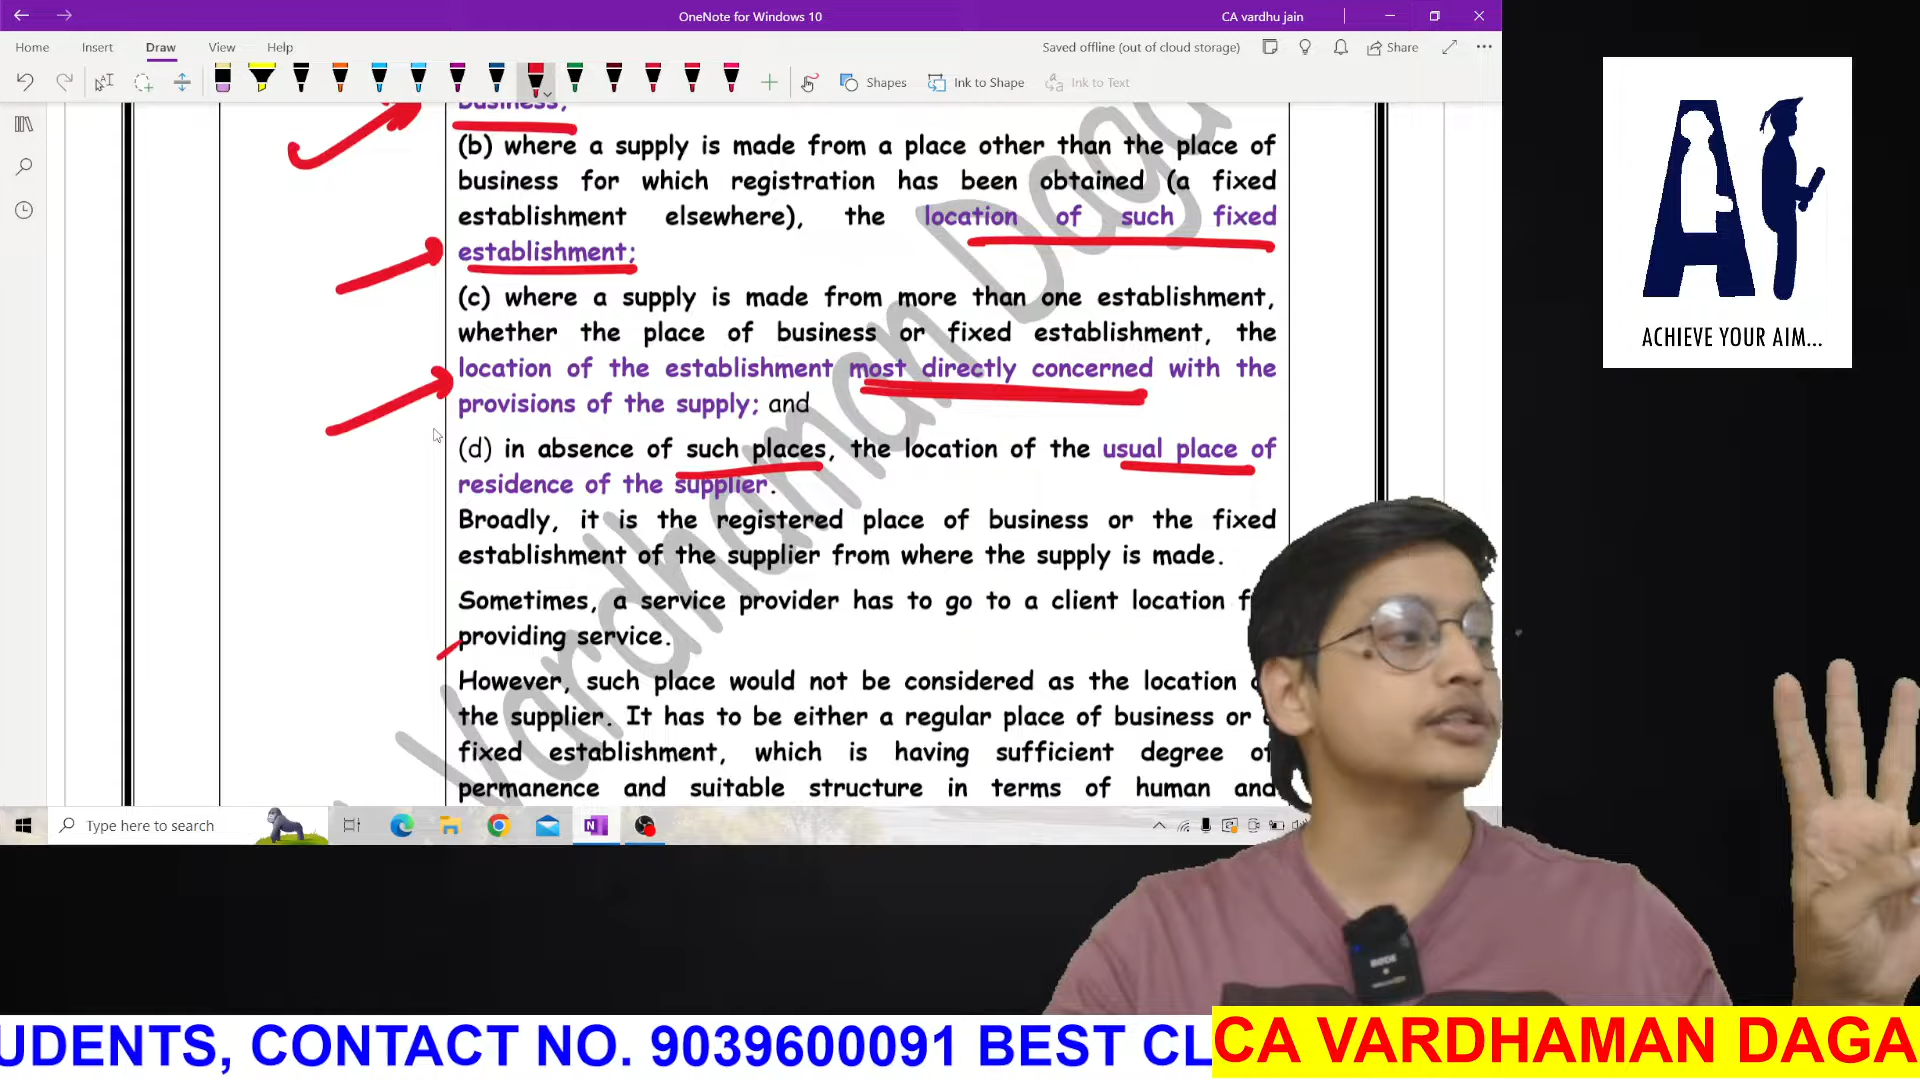 OneNote for Windows 10
CA vardhu jain
Home
Insert
Draw
View
Help
Saved offline (out of cloud storage)
Share
Shapes
Ink to Shape
Ink to Text
business;
(b) where a supply is made from a place other than the place of
business for which registration has been obtained (a fixed
establishment elsewhere), the location of such fixed
establishment;
(c) where a supply is made from more than one establishment,
whether the place of business or fixed establishment, the
location of the establishment most directly concerned with the
provisions of the supply; and
(d) in absence of such places, the location of the usual place of
residence of the supplier.
Broadly, it is the registered place of business or the fixed
establishment of the supplier from where the supply is made.
Sometimes, a service provider has to go to a client location
providing service.
However, such place would not be considered as the location
the supplier. It has to be either a regular place of business or
fixed establishment, which is having sufficient degree of
permanence and suitable structure in terms of human and
Vardhaman Daga
ACHIEVE YOUR AIM...
Type here to search
RODE
UDENTS, CONTACT NO. 9039600091 BEST CL
CA VARDHAMAN DAGA